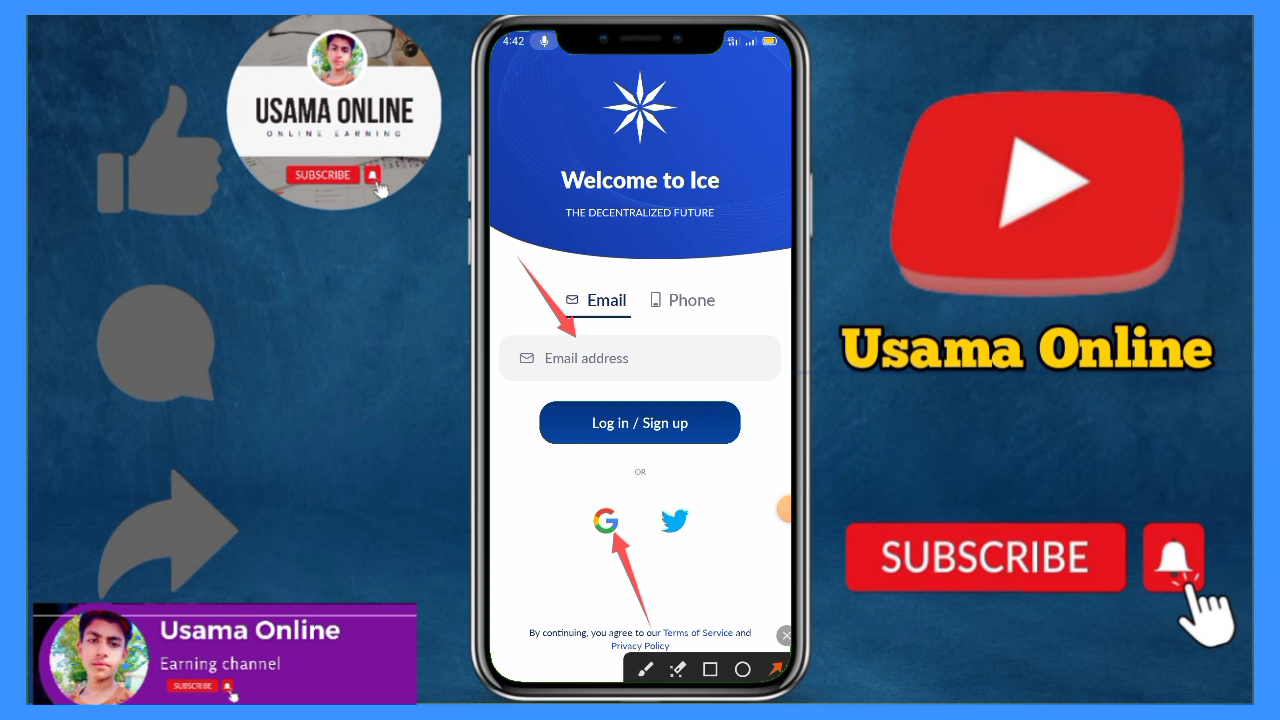 USAMA ONLINE
ONLINE EARNING
SUBSCRIBE
4:42
Welcome to Ice
THE DECENTRALIZED FUTURE
Email
Phone
Email address
Log in / Sign up
OR
By continuing, you agree to our Terms of Service and
Privacy Policy
Usama Online
SUBSCRIBE
Usama Online
Earning channel
SUBSCRIBE